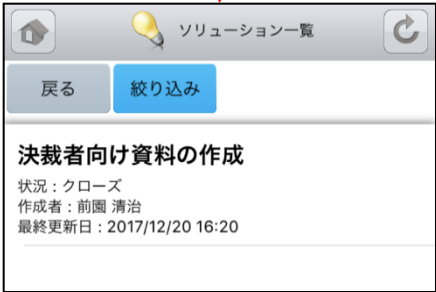 ソリューション一覧
戻る 絞り込み
決裁者向け資料の作成
状況：クローズ
作成者：前園 清治
最終更新日：2017/12/20 16:20